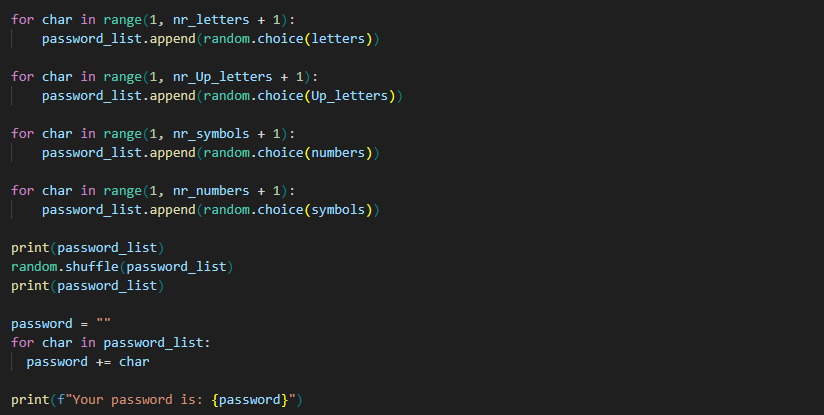 for char in range(1, nr_letters + 1):
    password_list.append(random.choice(letters))
for char in range(1, nr_Up_letters + 1):
    password_list.append(random.choice(Up_letters))
for char in range(1, nr_symbols + 1):
    password_list.append(random.choice(numbers))
for char in range(1, nr_numbers + 1):
    password_list.append(random.choice(symbols))
print(password_list)
random.shuffle(password_list)
print(password_list)
password = ""
for char in password_list:
  password += char
print(f"Your password is: {password}")